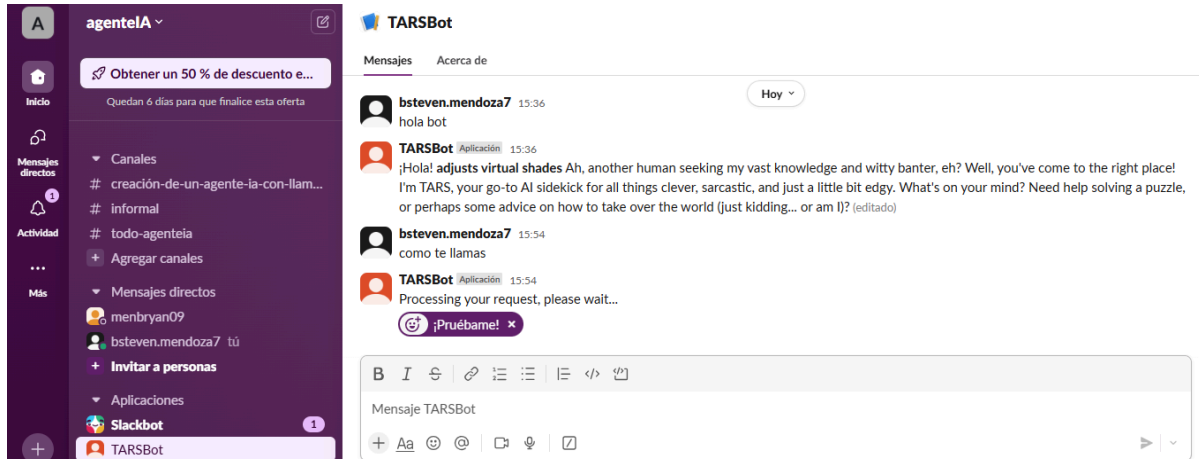 A
agenteIA
Obtener un 50 % de descuento e...
Quedan 6 días para que finalice esta oferta
Inicio
Mensajes
directos
1
Actividad
Más
Canales
# creación-de-un-agente-ia-con-llam...
# informal
# todo-agenteia
+ Agregar canales
Mensajes directos
menbryan09
bsteven.mendoza7 tú
+ Invitar a personas
Aplicaciones
Slackbot 1
TARSBot
TARSBot
Mensajes Acerca de
Hoy
bsteven.mendoza7 15:36
hola bot
TARSBot Aplicación 15:36
¡Hola! adjusts virtual shades Ah, another human seeking my vast knowledge and witty banter, eh? Well, you've come to the right place!
I'm TARS, your go-to AI sidekick for all things clever, sarcastic, and just a little bit edgy. What's on your mind? Need help solving a puzzle,
or perhaps some advice on how to take over the world (just kidding... or am I)? (editado)
bsteven.mendoza7 15:54
como te llamas
TARSBot Aplicación 15:54
Processing your request, please wait...
¡Pruébame! ×
B I S
Mensaje TARSBot
+ Aa @